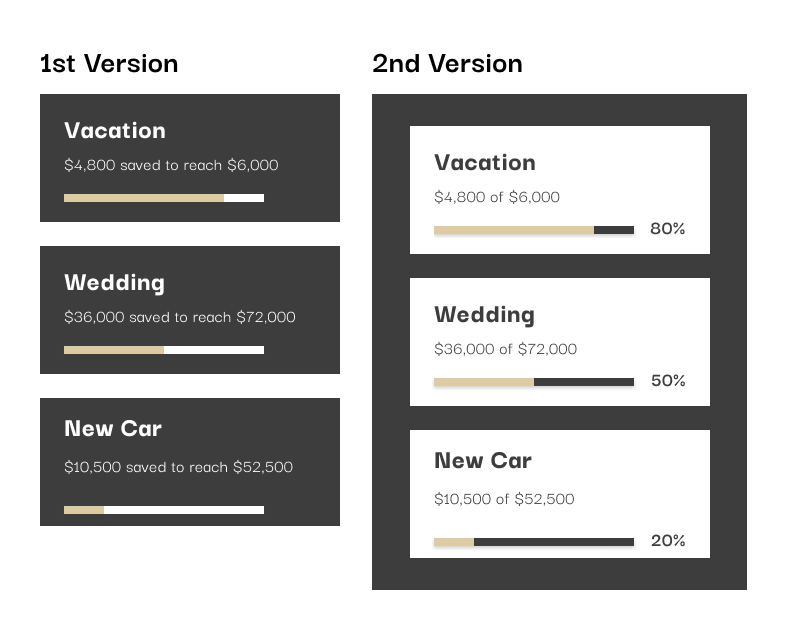 1st Version
Vacation
$4,800 saved to reach $6,000
Wedding
$36,000 saved to reach $72,000
New Car
$10,500 saved to reach $52,500
2nd Version
Vacation
$4,800 of $6,000
80%
Wedding
$36,000 of $72,000
50%
New Car
$10,500 of $52,500
20%